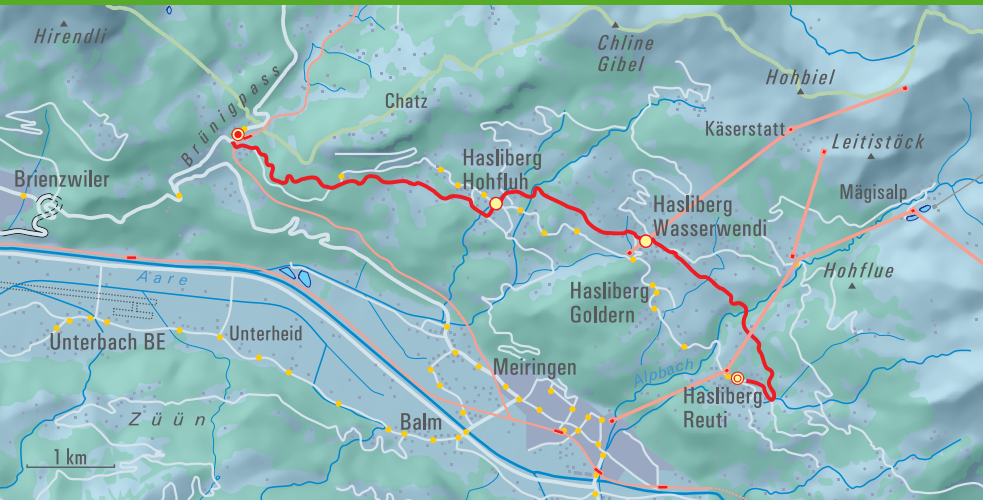 Hirendli
Chline
Gibel
Hohbiel
Brünigpass
Chatz
Käserstatt
Leitistöck
Hasliberg
Hohfluh
Brienzwiler
Mägisalp
Hasliberg
Wasserwendi
Aare
Hohflue
Hasliberg
Goldern
Unterbach BE
Unterheid
Meiringen
Alpbach
Hasliberg
Reuti
Züün
Balm
1 km